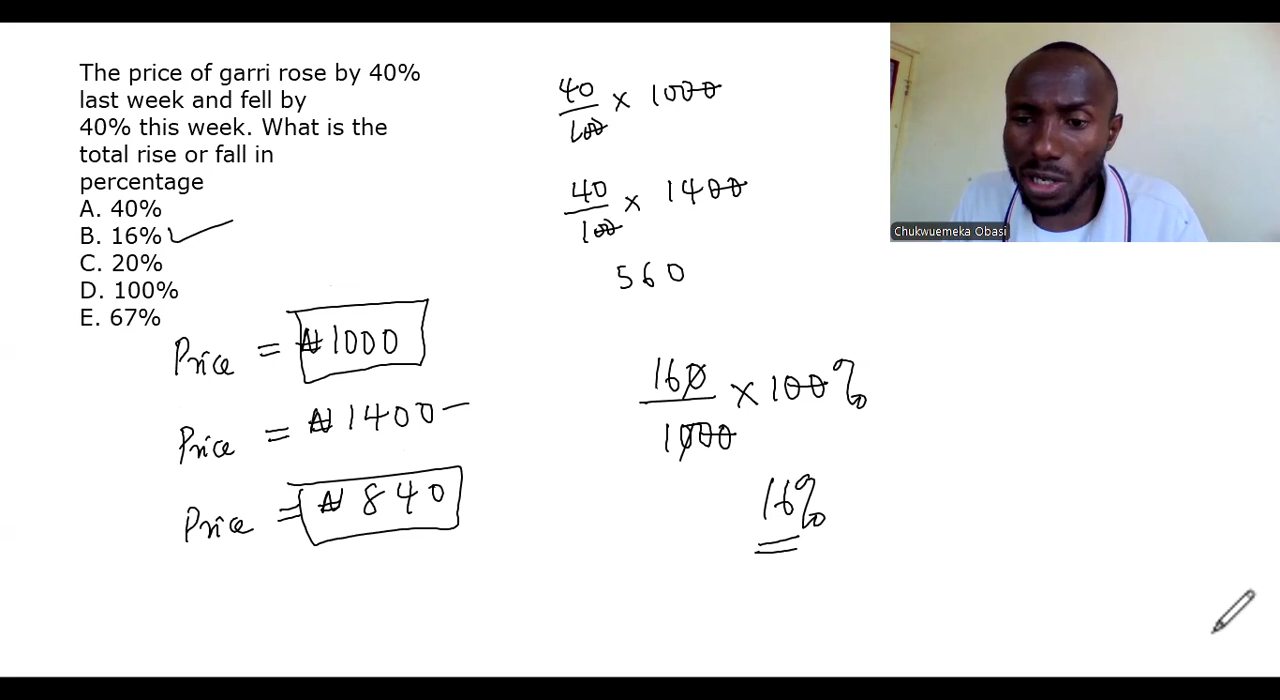 The price of garri rose by 40%
last week and fell by
40% this week. What is the
total rise or fall in
percentage
A. 40%
B. 16%
C. 20%
D. 100%
E. 67%
Price = ₦1000
Price = ₦1400
Price = ₦840
40/100 × 1000
40/100 × 1400
560
160/1000 × 100%
16%
Chukwuemeka Obasi